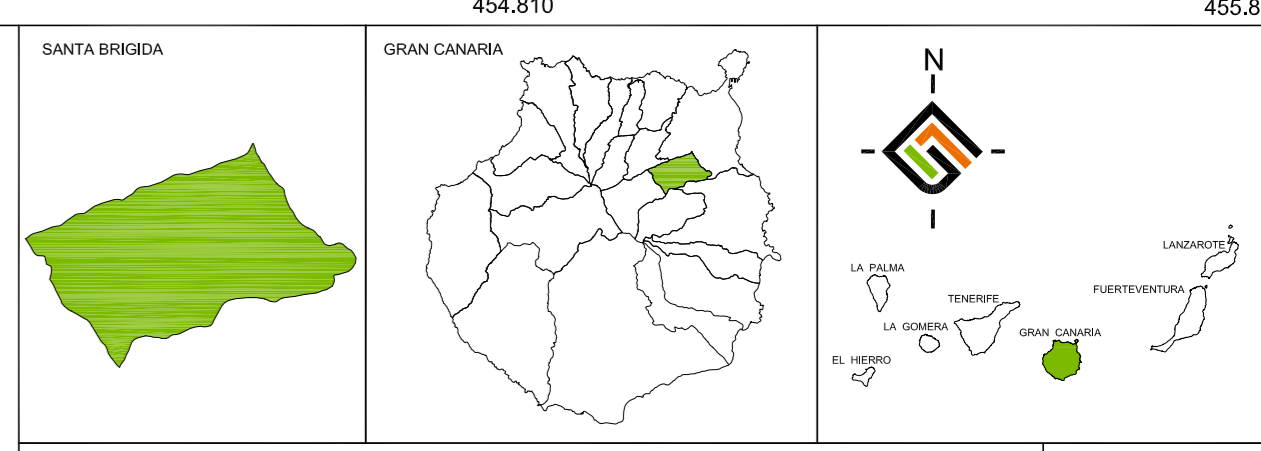 454.810
455.8
SANTA BRIGIDA
GRAN CANARIA
N
LANZAROTE
LA PALMA
FUERTEVENTURA
TENERIFE
LA GOMERA
GRAN CANARIA
EL HIERRO